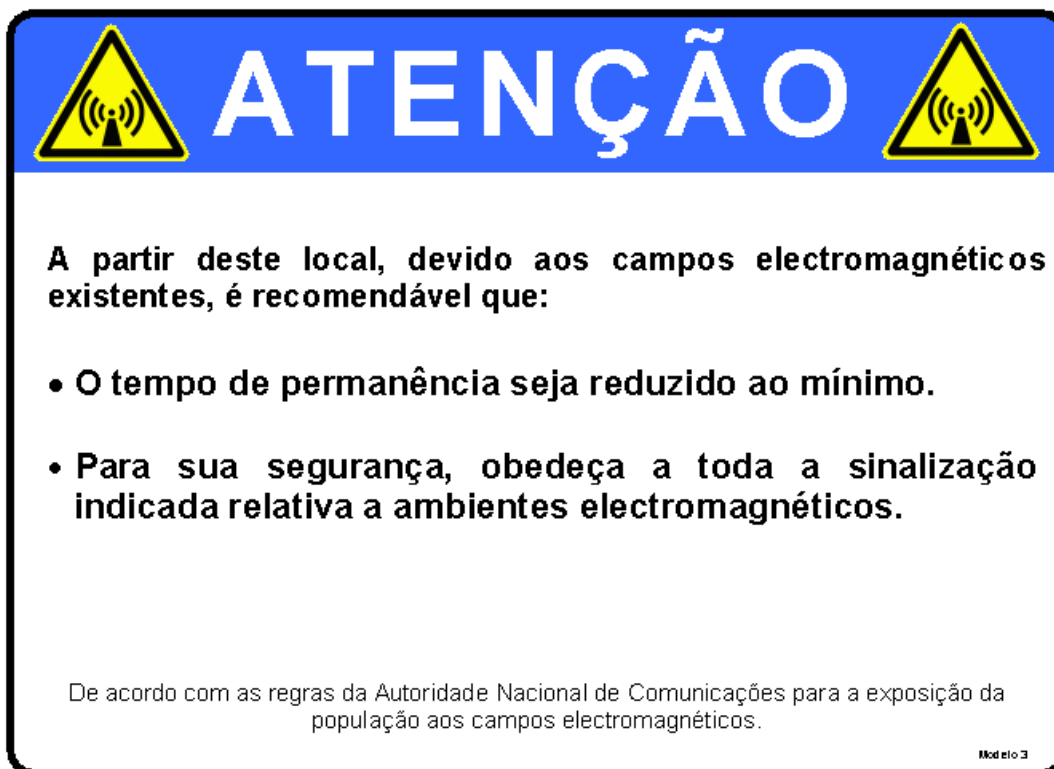 ATENÇÃO
A partir deste local, devido aos campos electromagnéticos
existentes, é recomendável que:
• O tempo de permanência seja reduzido ao mínimo.
• Para sua segurança, obedeça a toda a sinalização
indicada relativa a ambientes electromagnéticos.
De acordo com as regras da Autoridade Nacional de Comunicações para a exposição da
população aos campos electromagnéticos.
Modelo 3